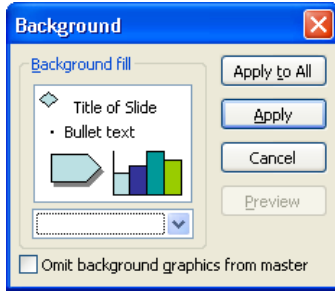 Background
Background fill
Title of Slide
• Bullet text
Apply to All
Apply
Cancel
Preview
Omit background graphics from master